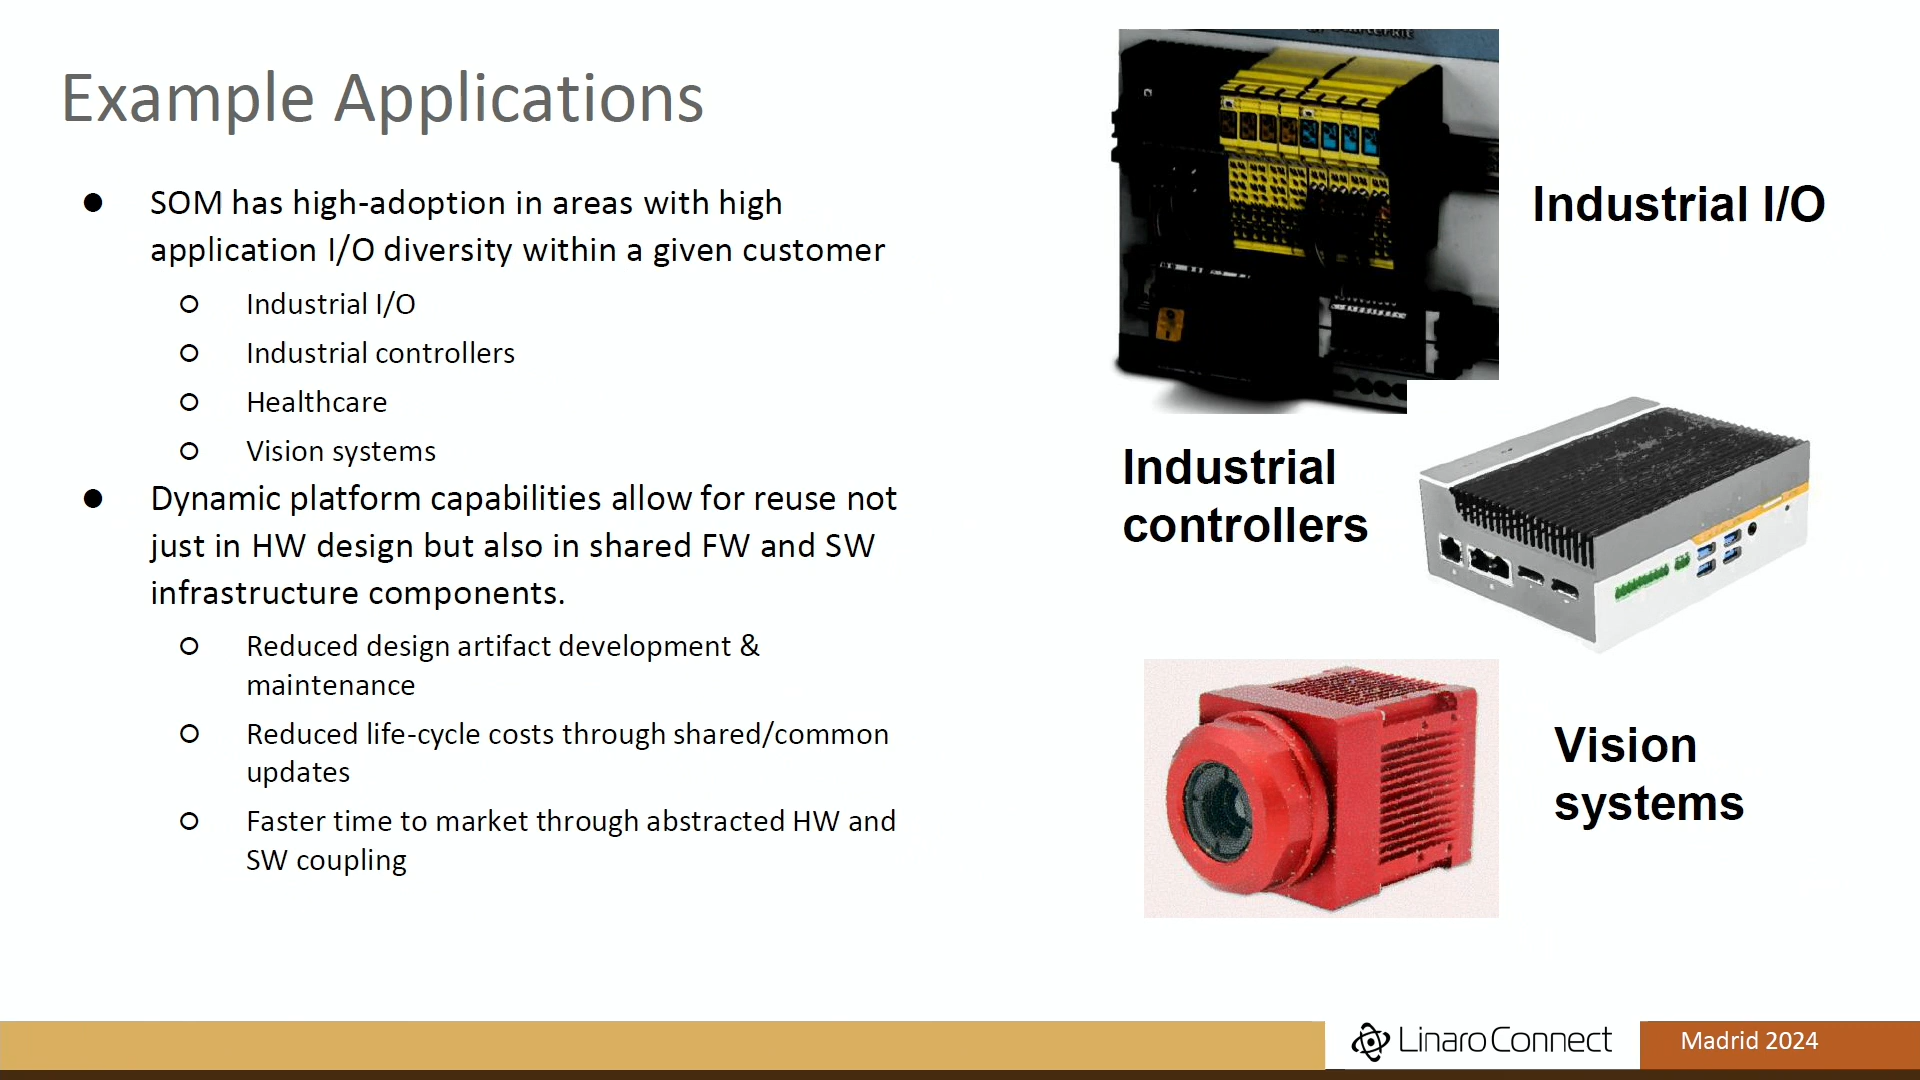 Example Applications
SOM has high-adoption in areas with high
application I/O diversity within a given customer
Industrial I/O
Industrial controllers
Healthcare
Vision systems
Dynamic platform capabilities allow for reuse not
just in HW design but also in shared FW and SW
infrastructure components.
Reduced design artifact development &
maintenance
Reduced life-cycle costs through shared/common
updates
Faster time to market through abstracted HW and
SW coupling
Industrial I/O
Industrial
controllers
Vision
systems
Linaro Connect
Madrid 2024